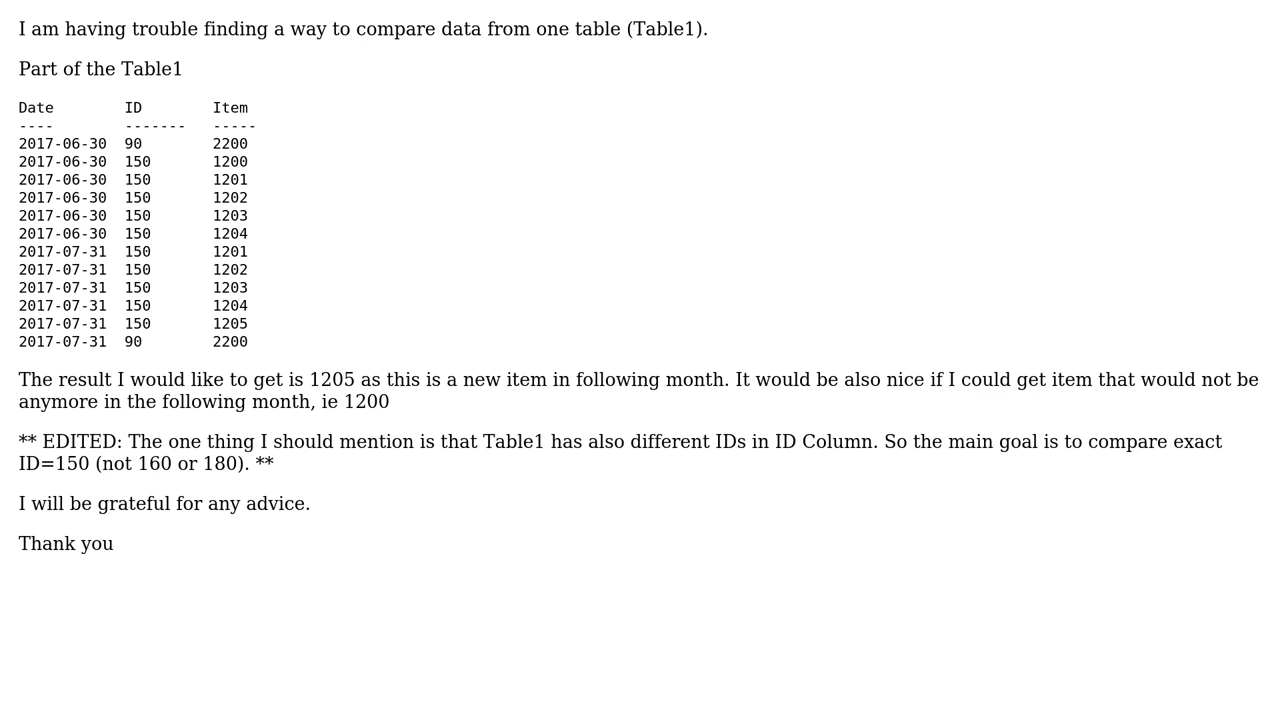 I am having trouble finding a way to compare data from one table (Table1).
Part of the Table1
Date        ID        Item
----        -------   -----
2017-06-30  90        2200
2017-06-30  150       1200
2017-06-30  150       1201
2017-06-30  150       1202
2017-06-30  150       1203
2017-06-30  150       1204
2017-07-31  150       1201
2017-07-31  150       1202
2017-07-31  150       1203
2017-07-31  150       1204
2017-07-31  150       1205
2017-07-31  90        2200
The result I would like to get is 1205 as this is a new item in following month. It would be also nice if I could get item that would not be
anymore in the following month, ie 1200
** EDITED: The one thing I should mention is that Table1 has also different IDs in ID Column. So the main goal is to compare exact
ID=150 (not 160 or 180). **
I will be grateful for any advice.
Thank you